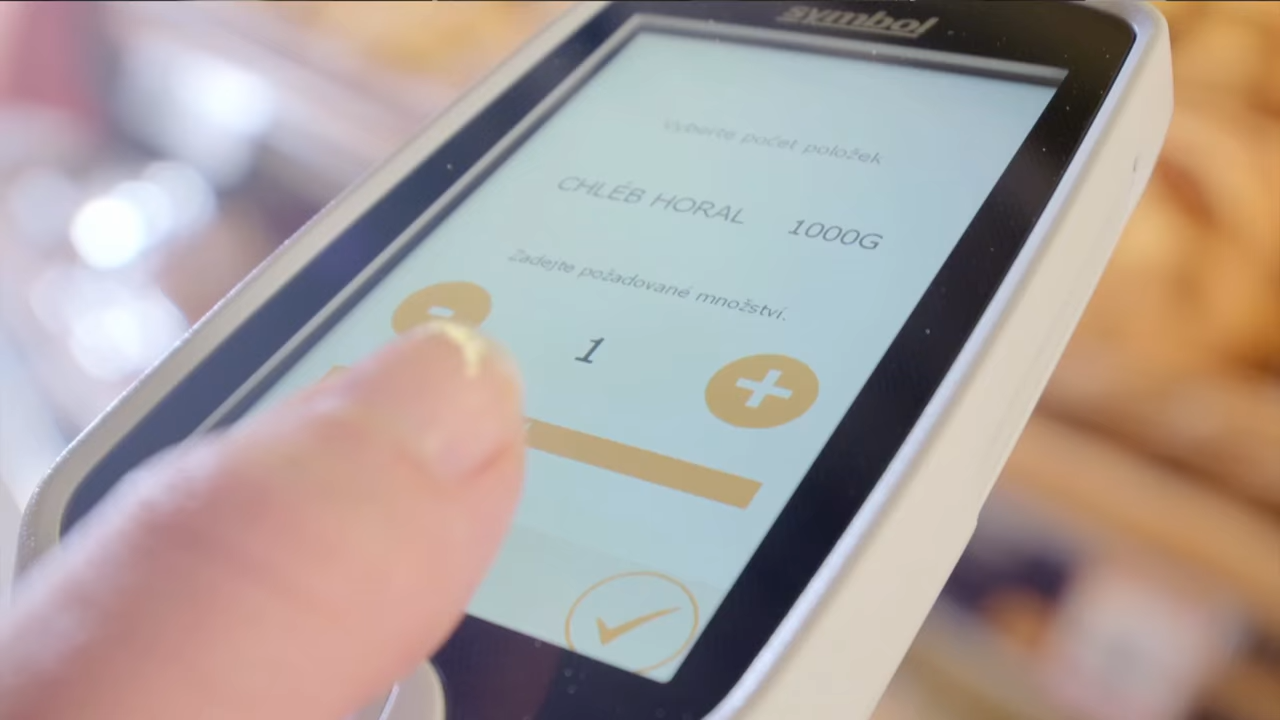 symbol
Vyberte počet položek
CHLÉB HORAL 1000G
Zadejte požadované množství.
- 1 +